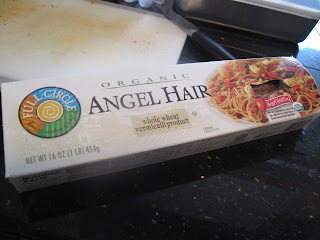 FULL CIRCLE
ORGANIC
ANGEL HAIR
whole wheat
vermicelli product
NET WT 16 OZ (1 LB) 454g